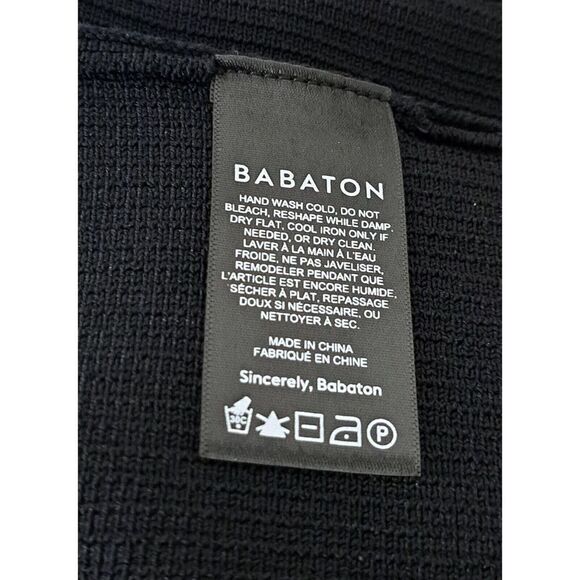 BABATON
HAND WASH COLD, DO NOT
BLEACH, RESHAPE WHILE DAMP.
DRY FLAT, COOL IRON ONLY IF
NEEDED, OR DRY CLEAN.
LAVER À LA MAIN À L'EAU
FROIDE, NE PAS JAVELISER,
REMODELER PENDANT QUE
L'ARTICLE EST ENCORE HUMIDE,
SÉCHER À PLAT, REPASSAGE
DOUX SI NÉCESSAIRE, OU
NETTOYER À SEC.
MADE IN CHINA
FABRIQUÉ EN CHINE
Sincerely, Babaton
30C P